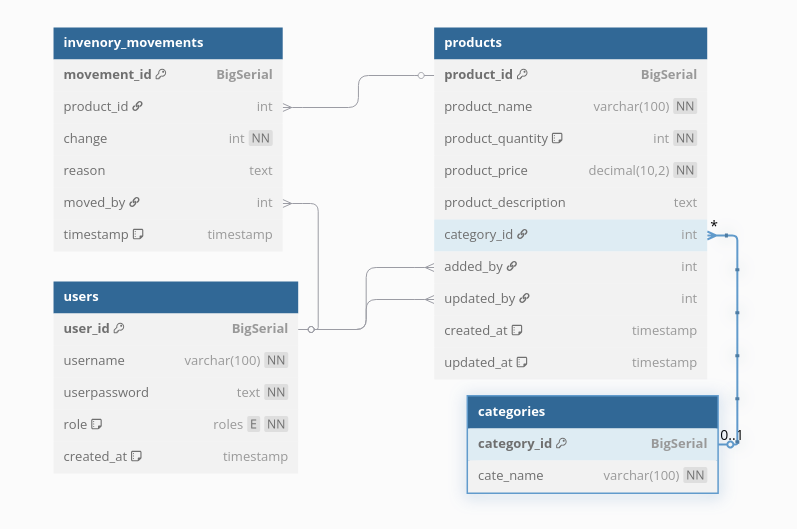 invenory_movements
movement_id BigSerial
product_id int
change int NN
reason text
moved_by int
timestamp timestamp
products
product_id BigSerial
product_name varchar(100) NN
product_quantity int NN
product_price decimal(10,2) NN
product_description text
category_id int
added_by int
updated_by int
created_at timestamp
updated_at timestamp
*
users
user_id BigSerial
username varchar(100) NN
userpassword text NN
role roles E NN
created_at timestamp
categories
category_id BigSerial
cate_name varchar(100) NN
0..1